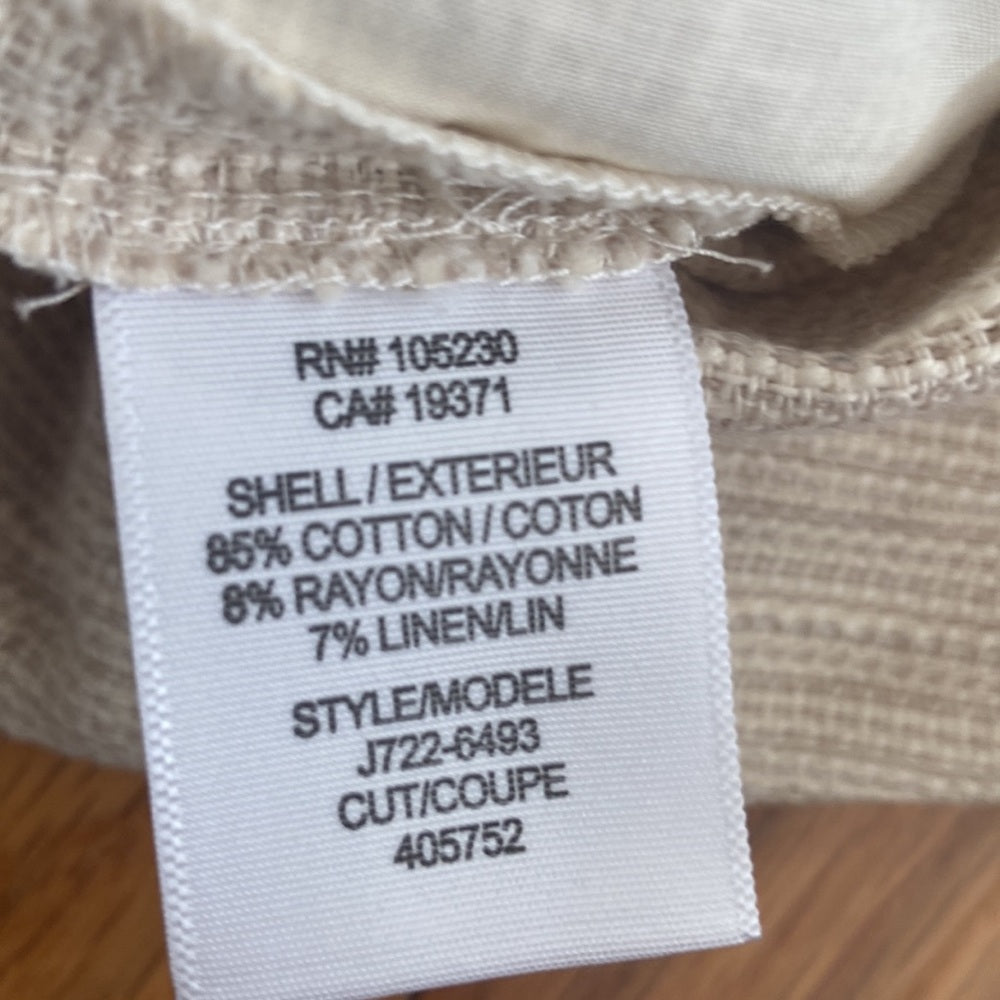 RN# 105230
CA# 19371
SHELL / EXTERIEUR
85% COTTON / COTON
8% RAYON/RAYONNE
7% LINEN/LIN
STYLE/MODELE
J722-6493
CUT/COUPE
405752